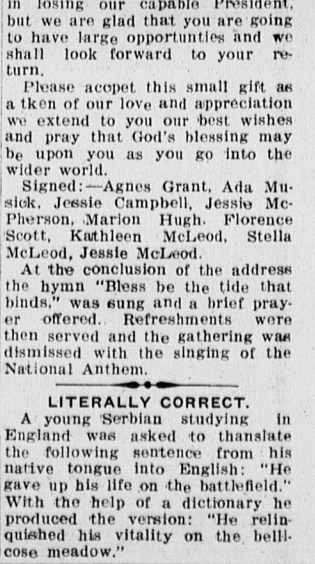 in losing our capable President,
but we are glad that you are going
to have large opportunties and we
shall look forward to your re-
turn.
Please acopet this small gift as
a tken of our love and appreciation
we extend to you our best wishes
and pray that God's blessing may
be upon you as you go into the
wider world.
Signed:—Agnes Grant, Ada Mu-
sick, Jessie Campbell, Jessie Mc-
Pherson, Marion Hugh. Florence
Scott, Kathleen McLeod, Stella
McLeod, Jessie McLeod.
At the conclusion of the address
the hymn "Bless be the tide that
binds," was sung and a brief pray-
er offered. Refreshments were
then served and the gathering was
dismissed with the singing of the
National Anthem.
LITERALLY CORRECT.
A young Serbian studying in
England was asked to thanslate
the following sentence from his
native tongue into English: "He
gave up his life on the battlefield."
With the help of a dictionary he
produced the version: "He relin-
quished his vitality on the belli-
cose meadow."